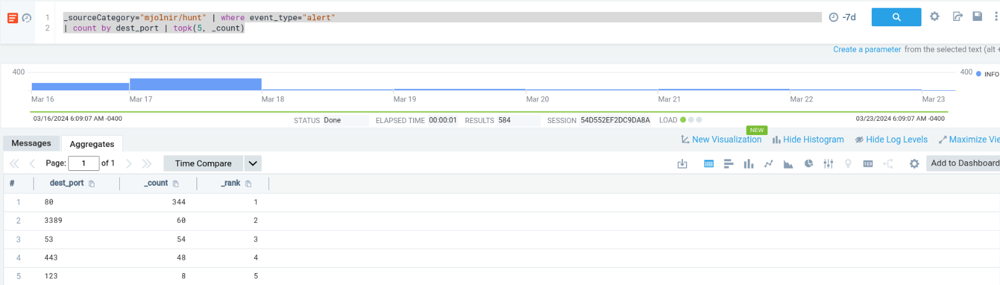 1 _sourceCategory="mjolnir/hunt" | where event_type="alert"
2 | count by dest_port | topk(5, _count)
-7d
Create a parameter from the selected text (alt +
400
400 INFO
Mar 16 Mar 17 Mar 18 Mar 19 Mar 20 Mar 21 Mar 22 Mar 23
03/16/2024 6:09:07 AM -0400 STATUS Done ELAPSED TIME 00:00:01 RESULTS 584 SESSION 54D552EF2DC9DA8A LOAD 03/23/2024 6:09:07 AM -0400
NEW
Messages Aggregates New Visualization Hide Histogram Hide Log Levels Maximize Vie
Page: 1 of 1 Time Compare 123 Add to Dashboard
# dest_port _count _rank
1 80 344 1
2 3389 60 2
3 53 54 3
4 443 48 4
5 123 8 5